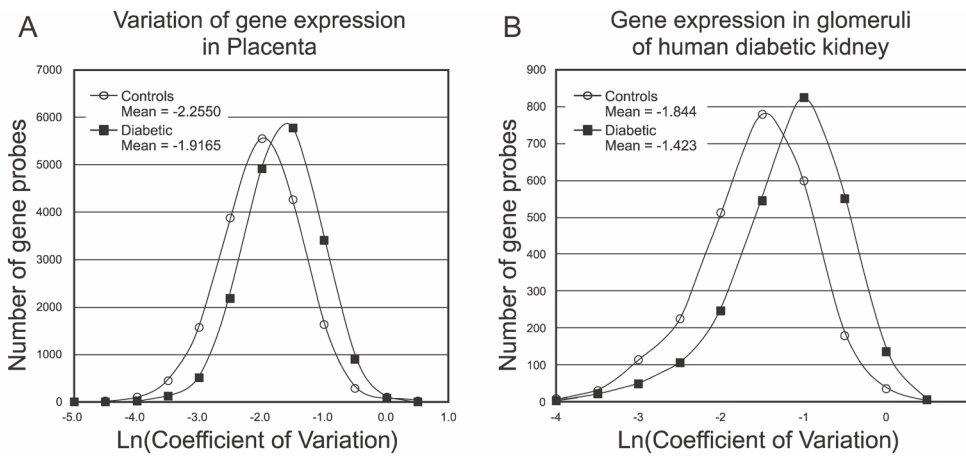 A
Variation of gene expression
in Placenta
Number of gene probes
7000
6000
5000
4000
3000
2000
1000
0
Controls
Mean = -2.2550
Diabetic
Mean = -1.9165
-5.0 -4.0 -3.0 -2.0 -1.0 0.0 1.0
Ln(Coefficient of Variation)
B
Gene expression in glomeruli
of human diabetic kidney
Number of gene probes
900
800
700
600
500
400
300
200
100
0
Controls
Mean = -1.844
Diabetic
Mean = -1.423
-4 -3 -2 -1 0
Ln(Coefficient of Variation)